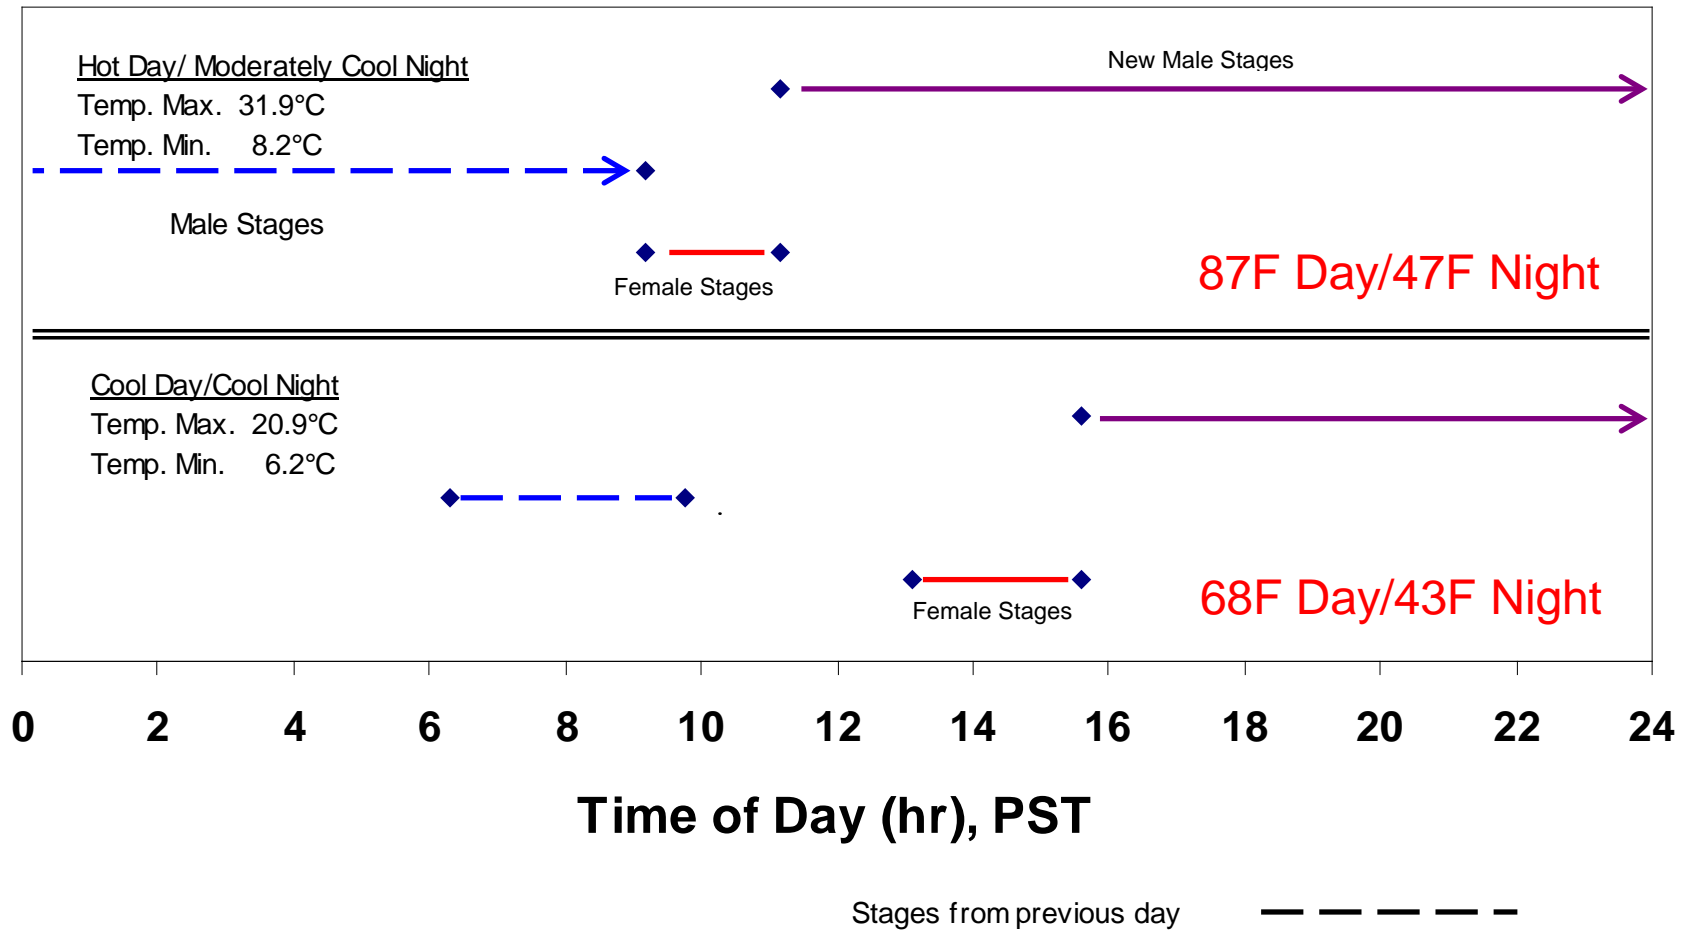 Hot Day/ Moderately Cool Night
Temp. Max. 31.9°C
Temp. Min. 8.2°C
New Male Stages
Male Stages
Female Stages
87F Day/47F Night
Cool Day/Cool Night
Temp. Max. 20.9°C
Temp. Min. 6.2°C
.
Female Stages
68F Day/43F Night
0 2 4 6 8 10 12 14 16 18 20 22 24
Time of Day (hr), PST
Stages from previous day